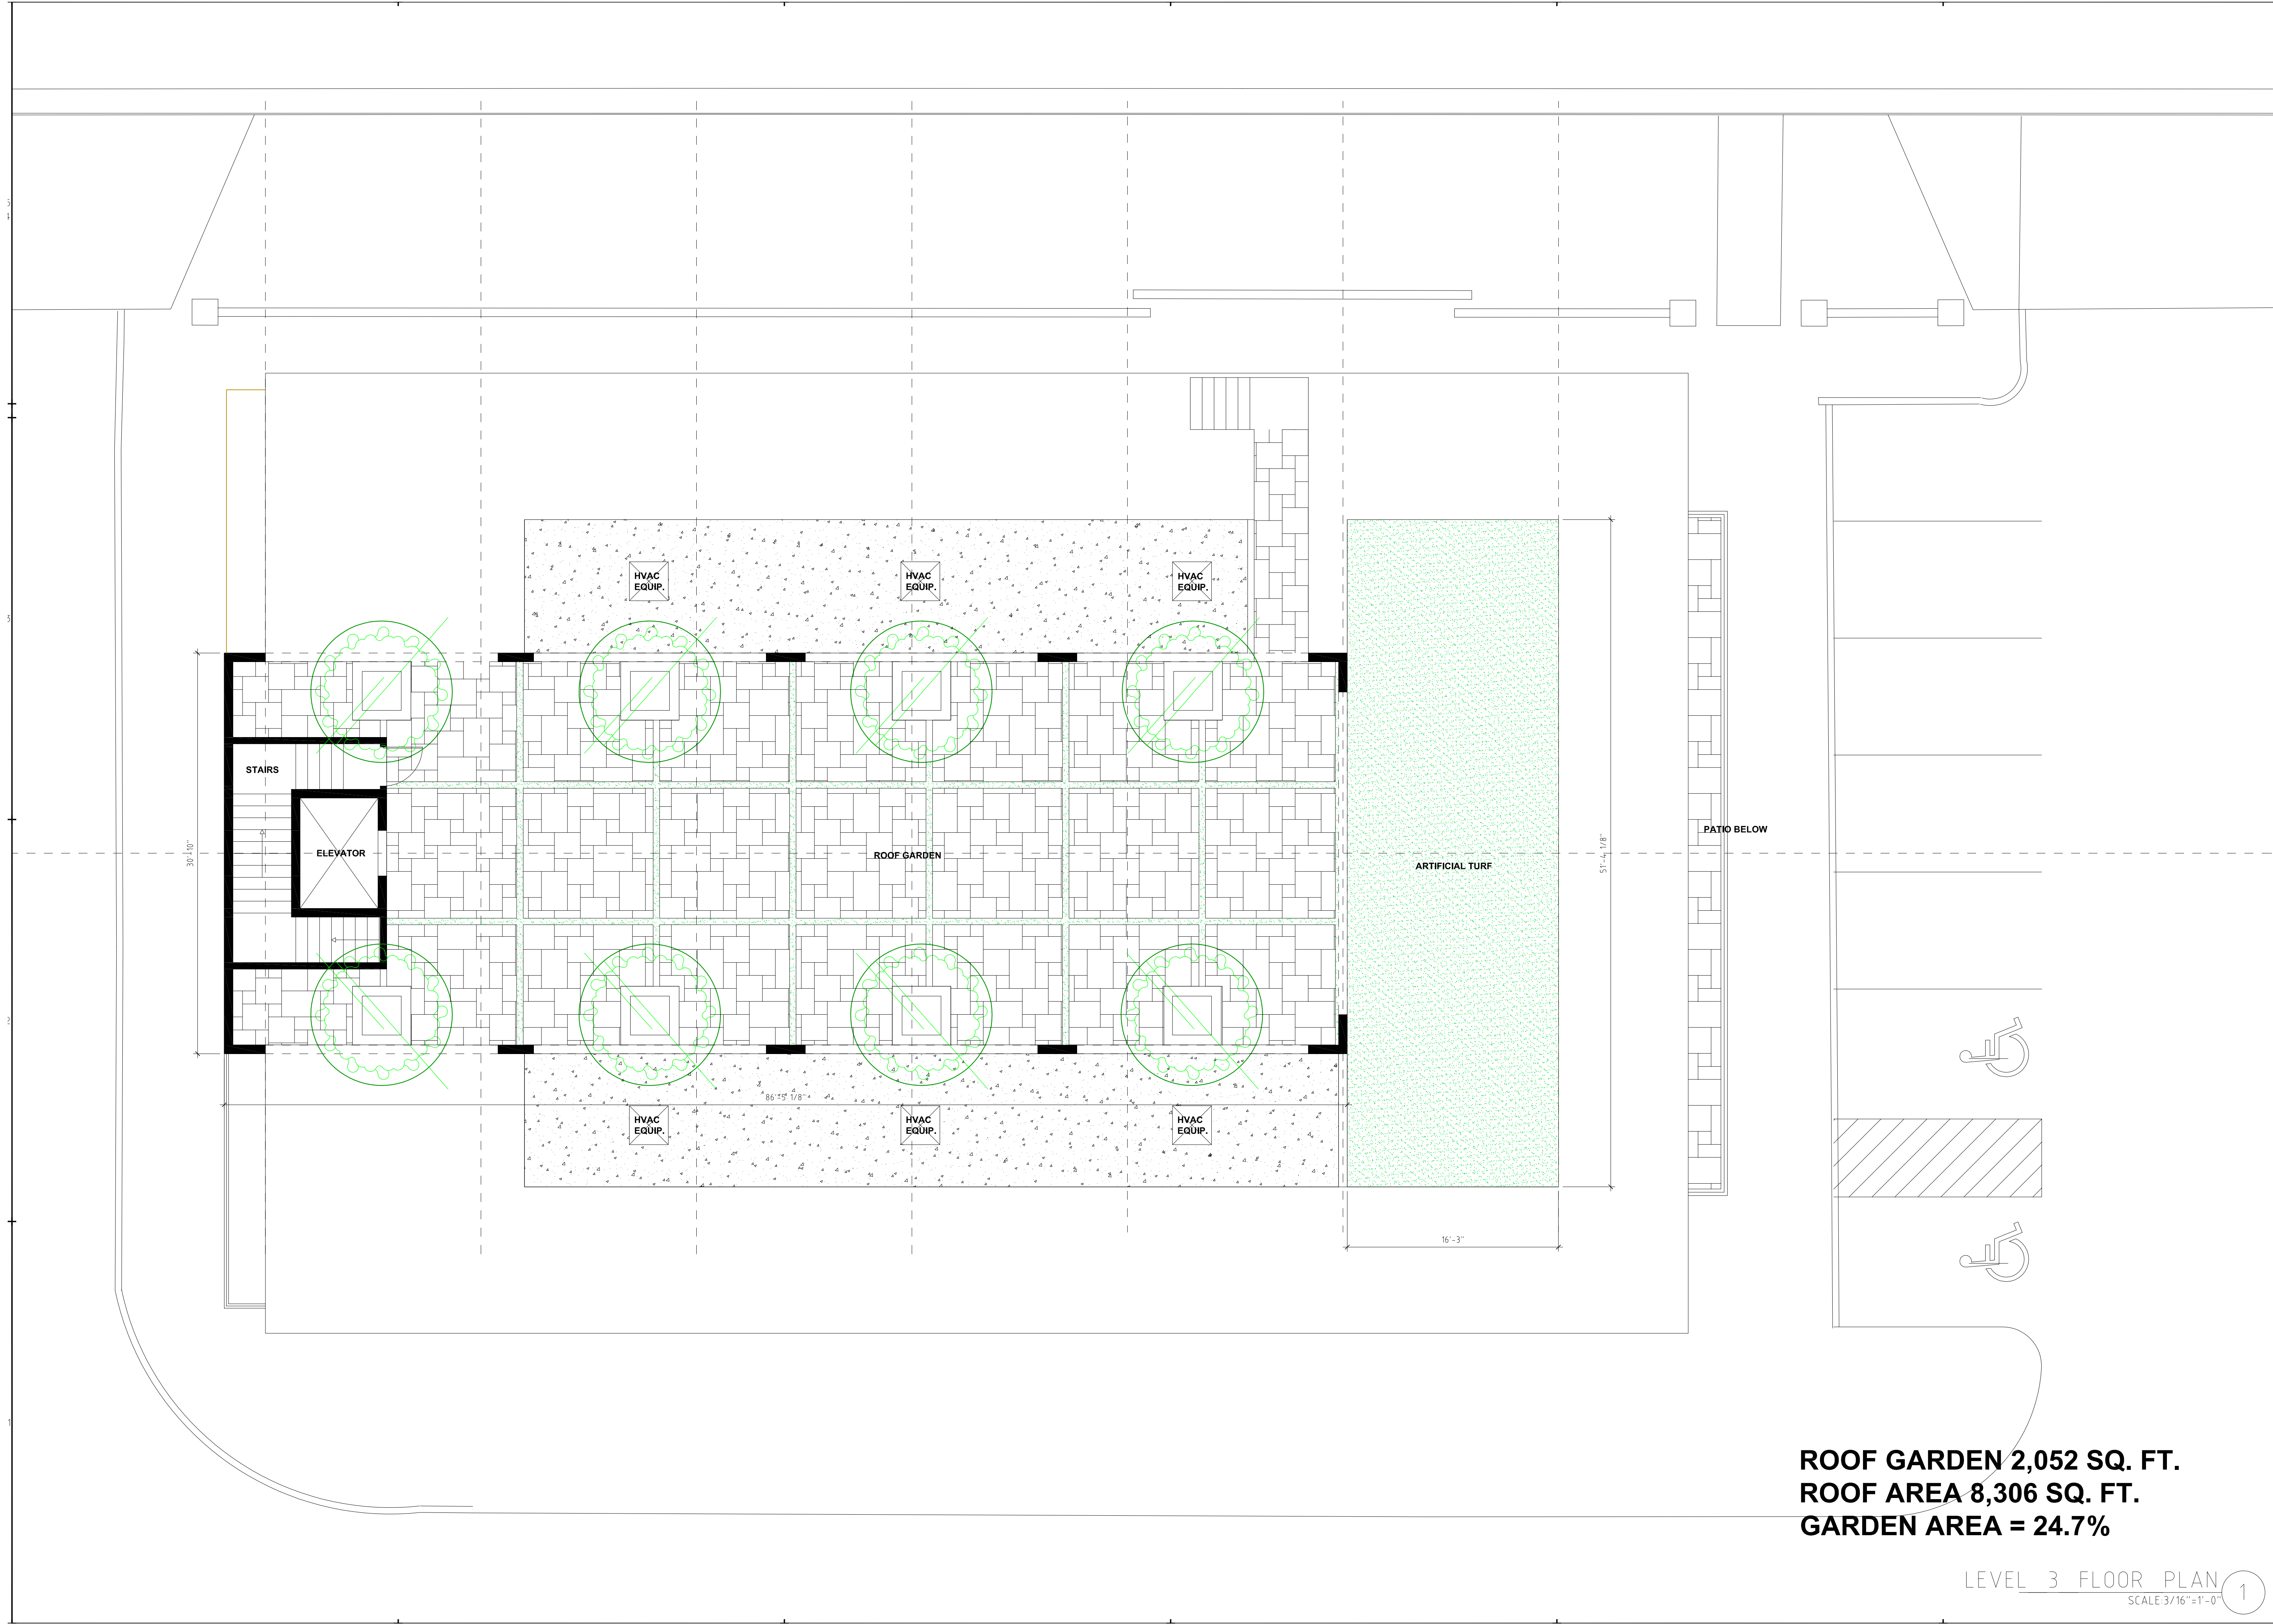 HVAC
EQUIP.
HVAC
EQUIP.
HVAC
EQUIP.
STAIRS
PATIO BELOW
30'-10"
ELEVATOR
ROOF GARDEN
ARTIFICIAL TURF
51'-4 1/8"
86'-5 1/8"
HVAC
EQUIP.
HVAC
EQUIP.
HVAC
EQUIP.
16'-3"
ROOF GARDEN 2,052 SQ. FT.
ROOF AREA 8,306 SQ. FT.
GARDEN AREA = 24.7%
LEVEL 3 FLOOR PLAN
SCALE:3/16"=1'-0"
1